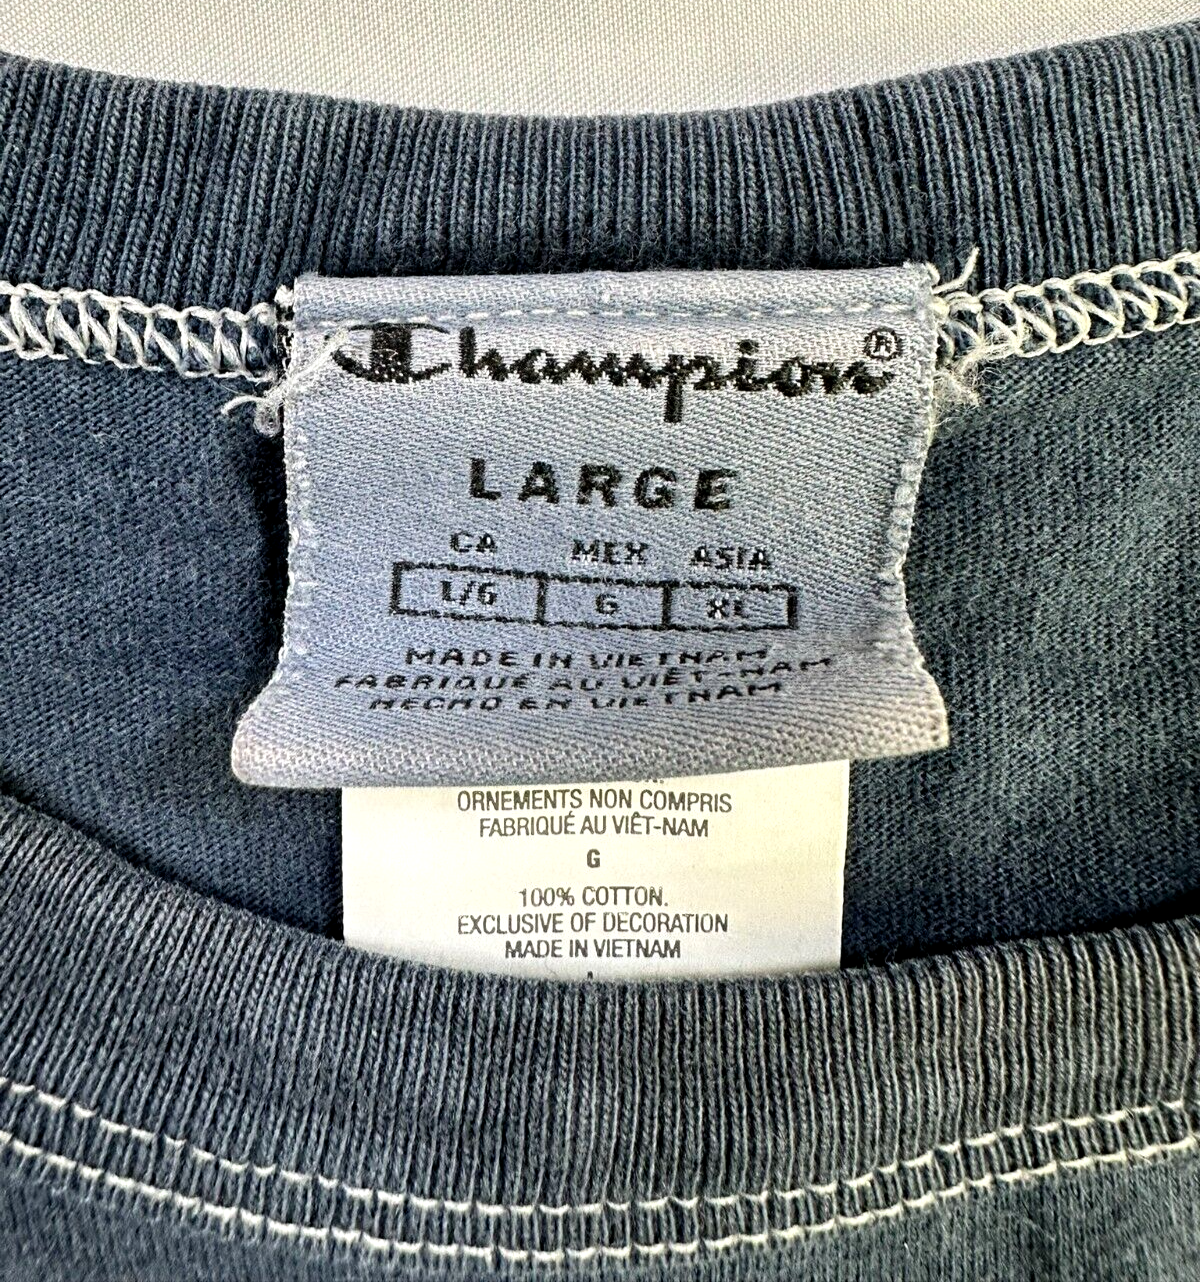 Champion®
LARGE
CA MEX ASIA
L/G G XL
MADE IN VIETNAM
FABRIQUÉ AU VIÊT-NAM
HECHO EN VIETNAM
ORNEMENTS NON COMPRIS
FABRIQUÉ AU VIÊT-NAM
G
100% COTTON.
EXCLUSIVE OF DECORATION
MADE IN VIETNAM